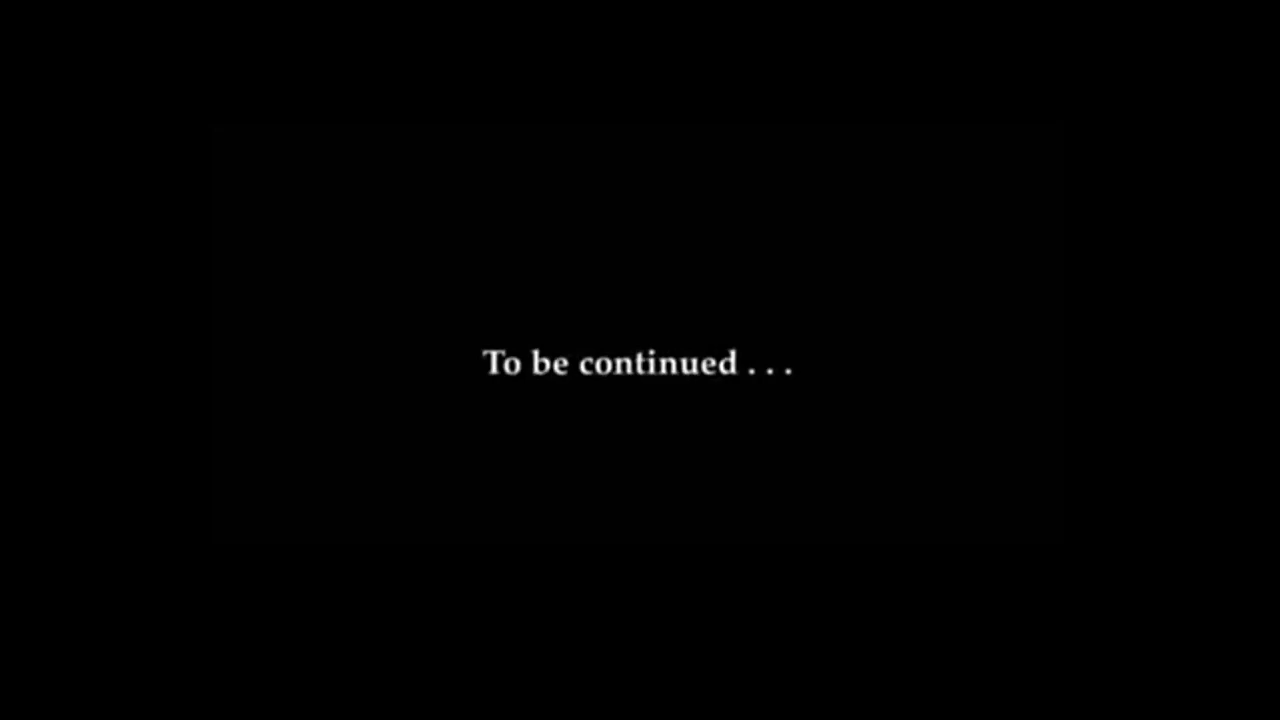 To be continued . . .